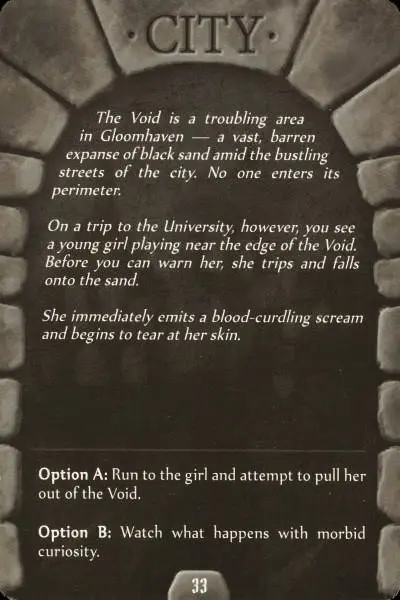 · CITY ·
The Void is a troubling area
in Gloomhaven — a vast, barren
expanse of black sand amid the bustling
streets of the city. No one enters its
perimeter.
On a trip to the University, however, you see
a young girl playing near the edge of the Void.
Before you can warn her, she trips and falls
onto the sand.
She immediately emits a blood-curdling scream
and begins to tear at her skin.
Option A: Run to the girl and attempt to pull her
out of the Void.
Option B: Watch what happens with morbid
curiosity.
33